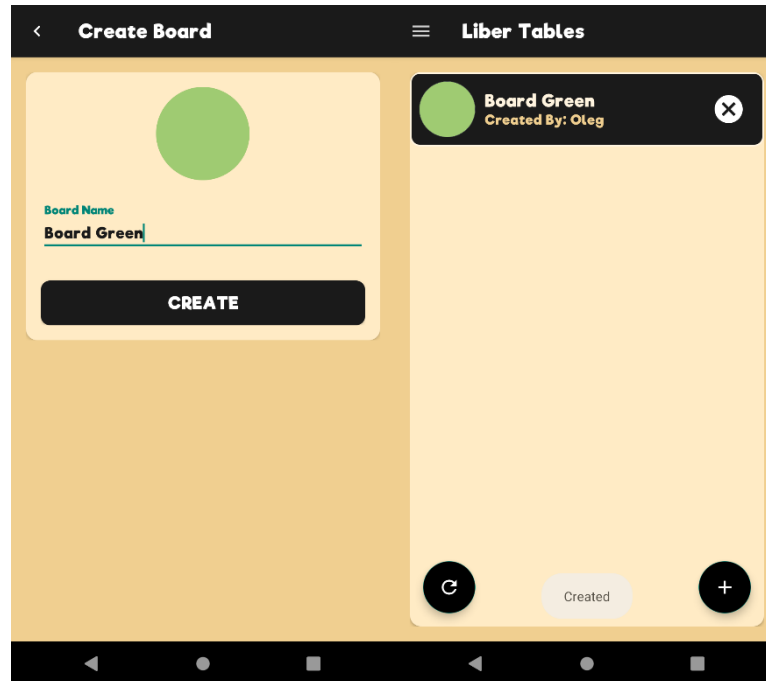 Create Board
Board Name
Board Green
CREATE
Liber Tables
Board Green
Created By: Oleg
Created